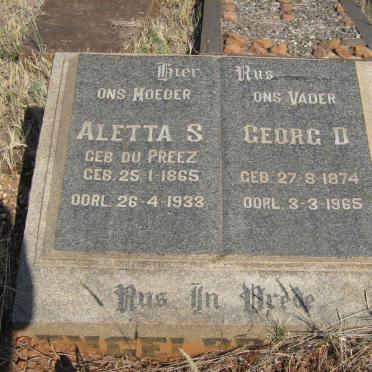 Hier Rus
ONS MOEDER
ALETTA S
GEB DU PREEZ
GEB. 25-1-1865
OORL. 26-4-1933
ONS VADER
GEORG D
GEB 27-8-1874
OORL. 3-3-1965
Rus In Vrede